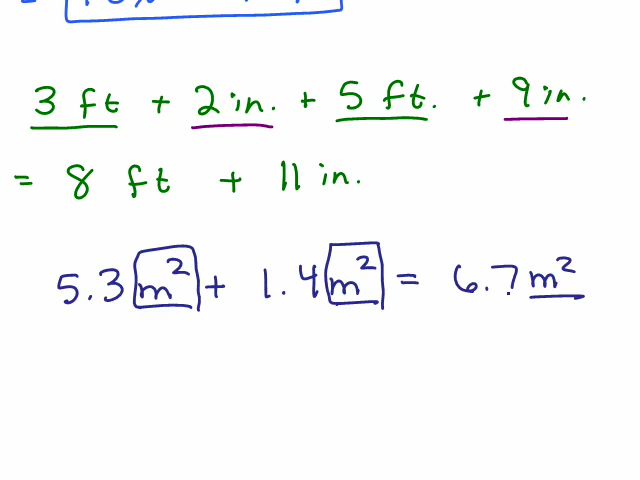 3 ft + 2 in. + 5 ft. + 9 in.
= 8 ft + 11 in.
5.3 m² + 1.4 m² = 6.7 m²